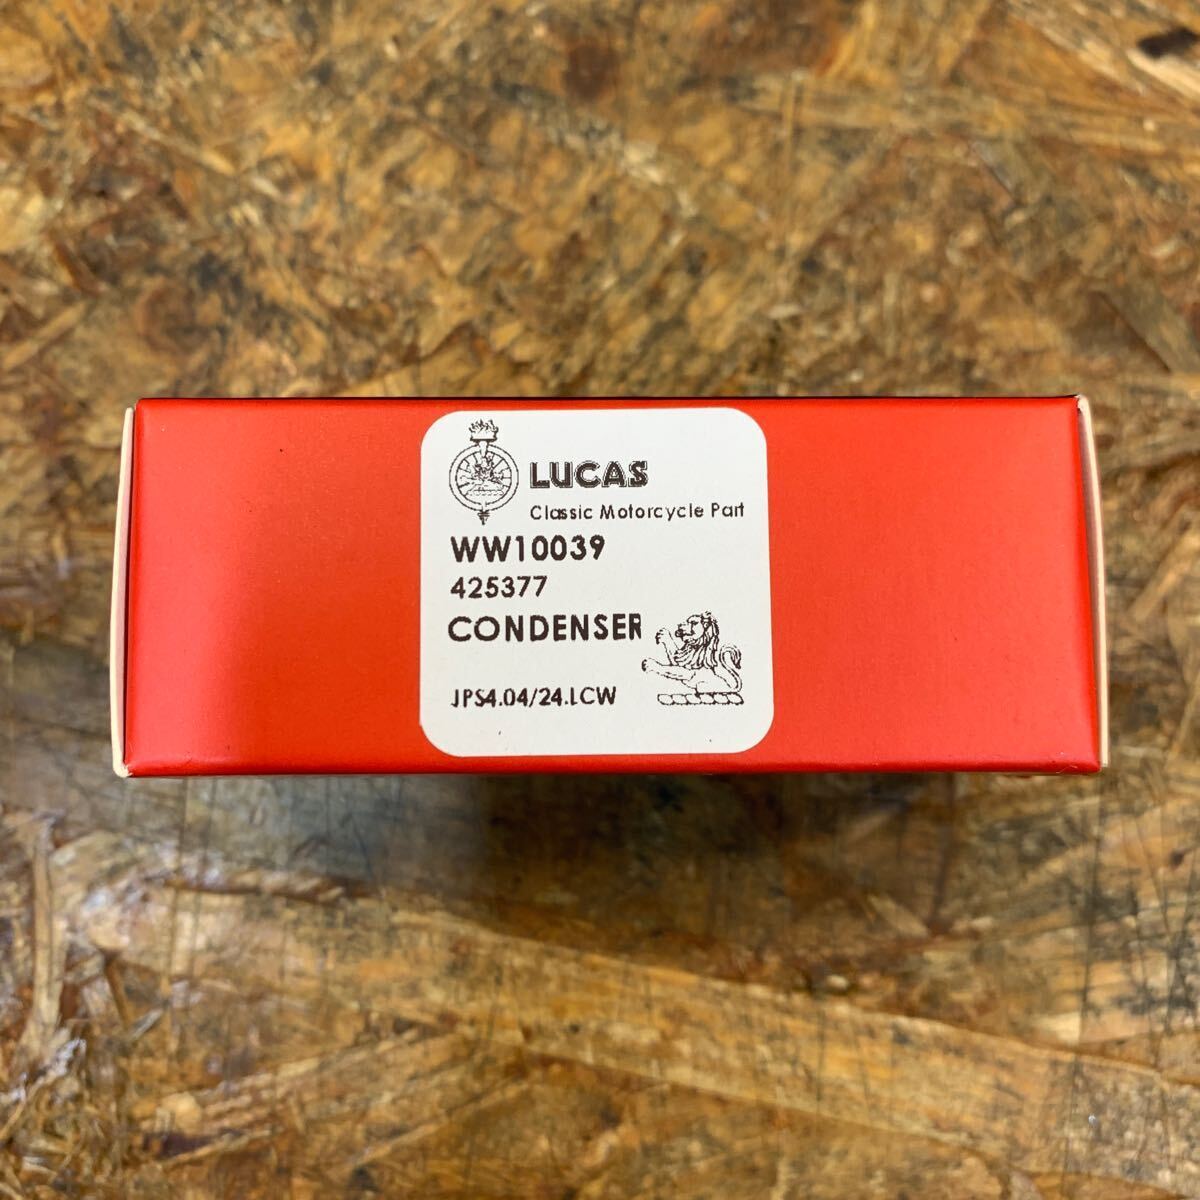 LUCAS
Classic Motorcycle Part
WW10039
425377
CONDENSER
JPS4.04/24.LCW